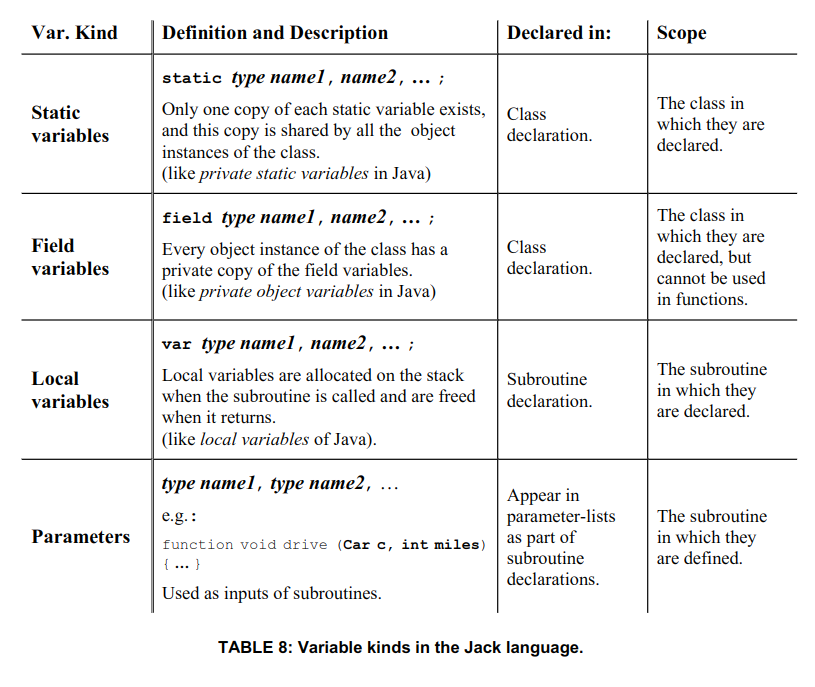 Var. Kind Definition and Description Declared in: Scope
Static
variables
static type name1, name2, ... ;
Only one copy of each static variable exists,
and this copy is shared by all the object
instances of the class.
(like private static variables in Java)
Class
declaration.
The class in
which they are
declared.
Field
variables
field type name1, name2, ... ;
Every object instance of the class has a
private copy of the field variables.
(like private object variables in Java)
Class
declaration.
The class in
which they are
declared, but
cannot be used
in functions.
Local
variables
var type name1, name2, ... ;
Local variables are allocated on the stack
when the subroutine is called and are freed
when it returns.
(like local variables of Java).
Subroutine
declaration.
The subroutine
in which they
are declared.
Parameters
type name1, type name2, ...
e.g.:
function void drive (Car c, int miles)
{ ... }
Used as inputs of subroutines.
Appear in
parameter-lists
as part of
subroutine
declarations.
The subroutine
in which they
are defined.
TABLE 8: Variable kinds in the Jack language.